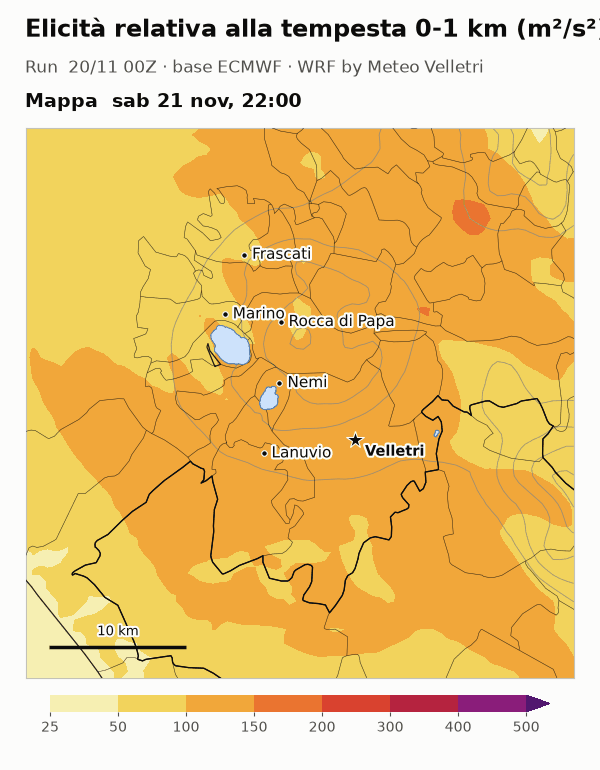 Elicità relativa alla tempesta 0-1 km (m²/s²)
Run 20/11 00Z · base ECMWF · WRF by Meteo Velletri
Mappa sab 21 nov, 22:00
Frascati
Marino
Rocca di Papa
Nemi
Velletri
Lanuvio
10 km
25 50 100 150 200 300 400 500